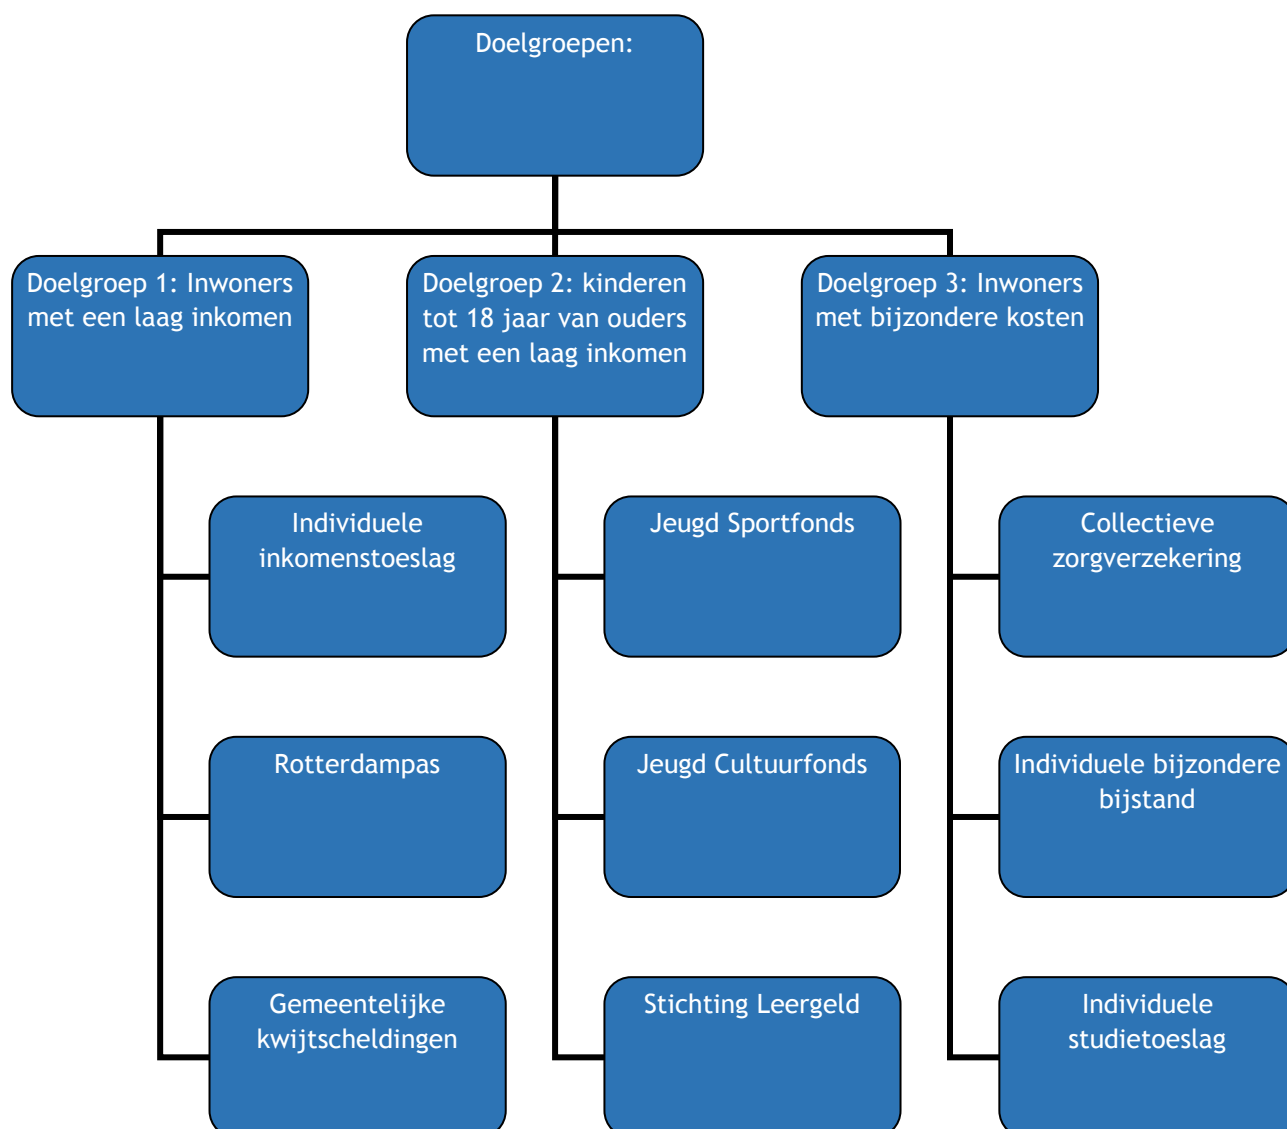 Doelgroepen:
Doelgroep 1: Inwoners
met een laag inkomen
Doelgroep 2: kinderen
tot 18 jaar van ouders
met een laag inkomen
Doelgroep 3: Inwoners
met bijzondere kosten
Individuele
inkomenstoeslag
Jeugd Sportfonds
Collectieve
zorgverzekering
Rotterdampas
Jeugd Cultuurfonds
Individuele bijzondere
bijstand
Gemeentelijke
kwijtscheldingen
Stichting Leergeld
Individuele
studietoeslag